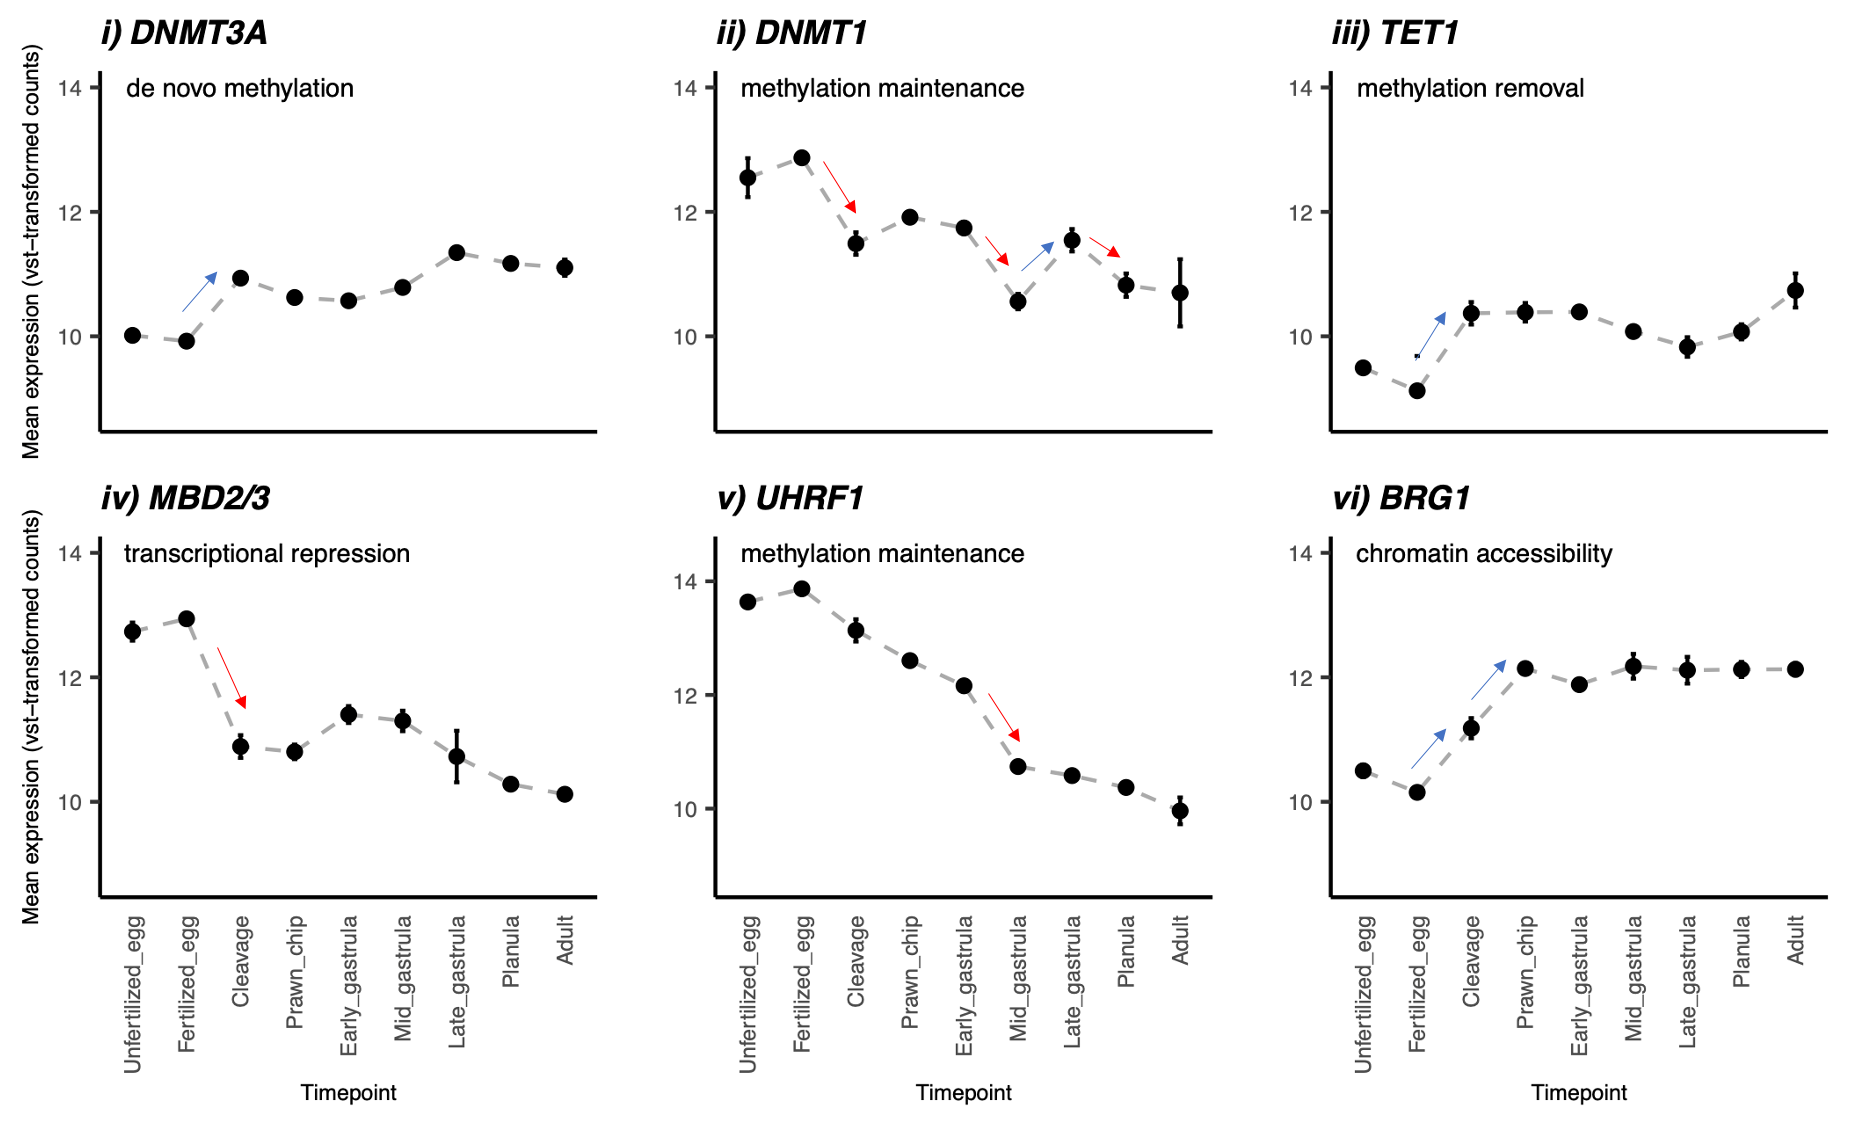 i) DNMT3A
ii) DNMT1
iii) TET1
Mean expression (vst-transformed counts)
de novo methylation
14
12
10
methylation maintenance
14
12
10
methylation removal
14
12
10
iv) MBD2/3
v) UHRF1
vi) BRG1
Mean expression (vst-transformed counts)
transcriptional repression
14
12
10
methylation maintenance
14
12
10
chromatin accessibility
14
12
10
Unfertilized_egg
Fertilized_egg
Cleavage
Prawn_chip
Early_gastrula
Mid_gastrula
Late_gastrula
Planula
Adult
Timepoint
Unfertilized_egg
Fertilized_egg
Cleavage
Prawn_chip
Early_gastrula
Mid_gastrula
Late_gastrula
Planula
Adult
Timepoint
Unfertilized_egg
Fertilized_egg
Cleavage
Prawn_chip
Early_gastrula
Mid_gastrula
Late_gastrula
Planula
Adult
Timepoint